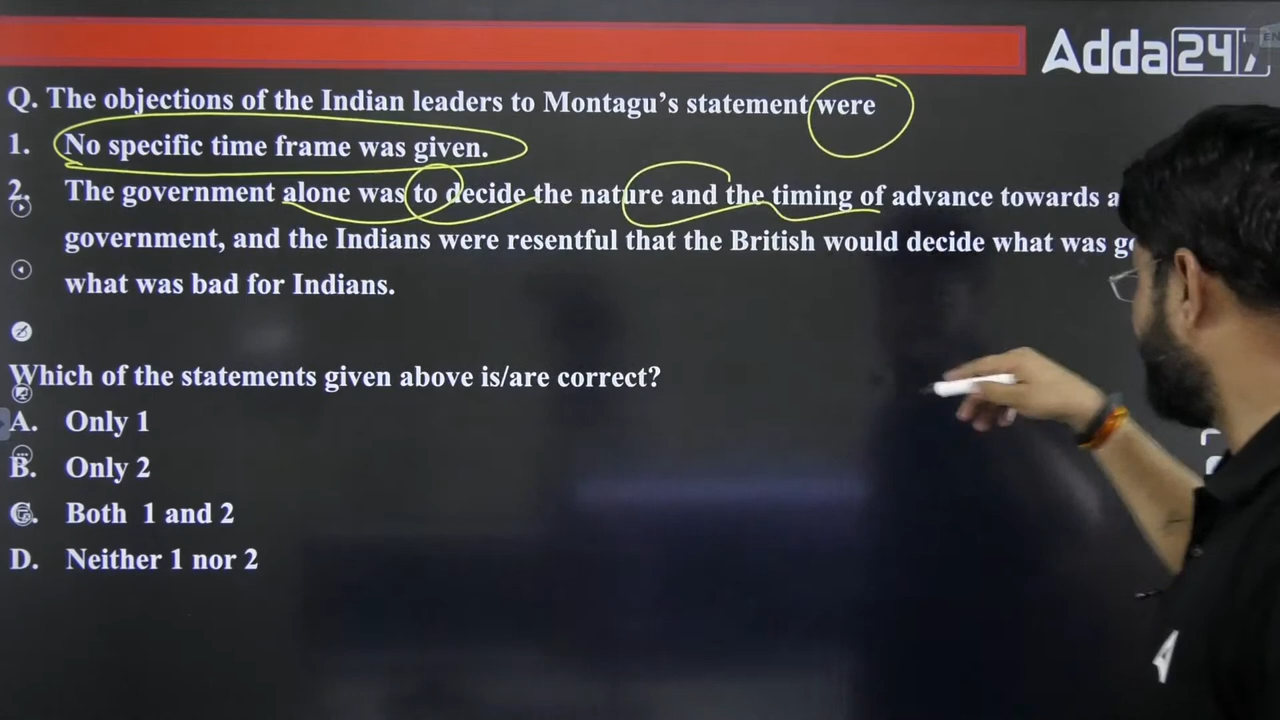 Adda247
EN
Q. The objections of the Indian leaders to Montagu's statement were
1. No specific time frame was given.
2. The government alone was to decide the nature and the timing of advance towards a
government, and the Indians were resentful that the British would decide what was
what was bad for Indians.
Which of the statements given above is/are correct?
A. Only 1
B. Only 2
C. Both 1 and 2
D. Neither 1 nor 2